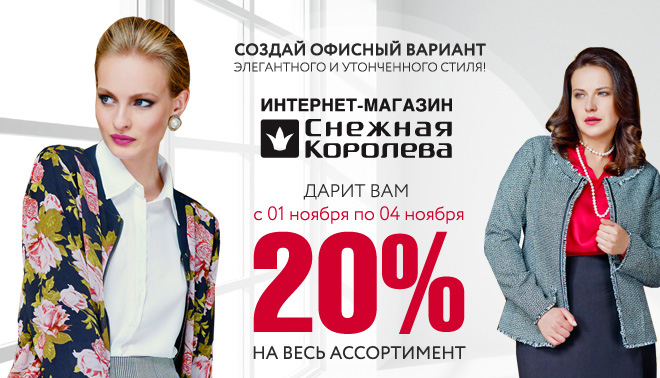 СОЗДАЙ ОФИСНЫЙ ВАРИАНТ
ЭЛЕГАНТНОГО И УТОНЧЕННОГО СТИЛЯ!
ИНТЕРНЕТ-МАГАЗИН
СНЕЖНАЯ
КОРОЛЕВА
ДАРИТ ВАМ
с 01 ноября по 04 ноября
20%
НА ВЕСЬ АССОРТИМЕНТ